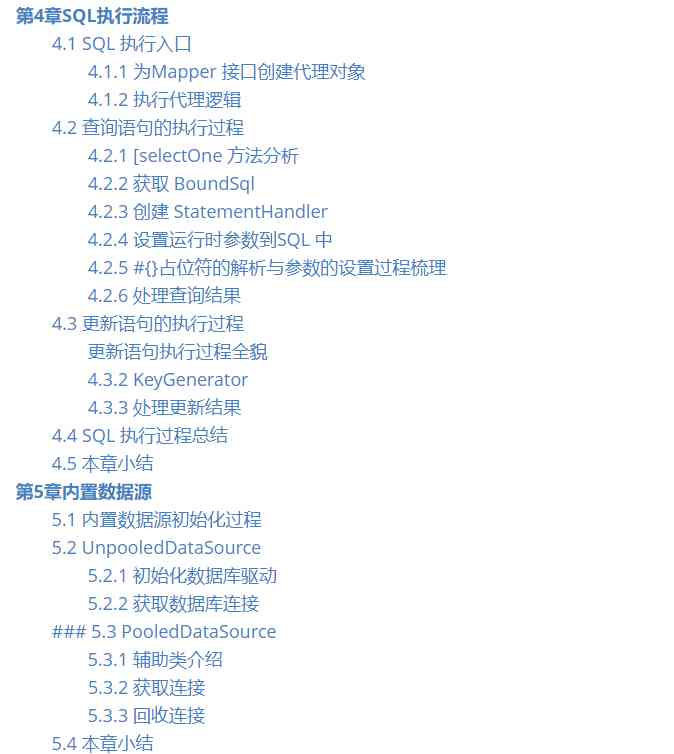 第4章SQL执行流程
4.1 SQL 执行入口
4.1.1 为Mapper 接口创建代理对象
4.1.2 执行代理逻辑
4.2 查询语句的执行过程
4.2.1 [selectOne 方法分析
4.2.2 获取 BoundSql
4.2.3 创建 StatementHandler
4.2.4 设置运行时参数到SQL 中
4.2.5 #{}占位符的解析与参数的设置过程梳理
4.2.6 处理查询结果
4.3 更新语句的执行过程
更新语句执行过程全貌
4.3.2 KeyGenerator
4.3.3 处理更新结果
4.4 SQL 执行过程总结
4.5 本章小结
第5章内置数据源
5.1 内置数据源初始化过程
5.2 UnpooledDataSource
5.2.1 初始化数据库驱动
5.2.2 获取数据库连接
### 5.3 PooledDataSource
5.3.1 辅助类介绍
5.3.2 获取连接
5.3.3 回收连接
5.4 本章小结